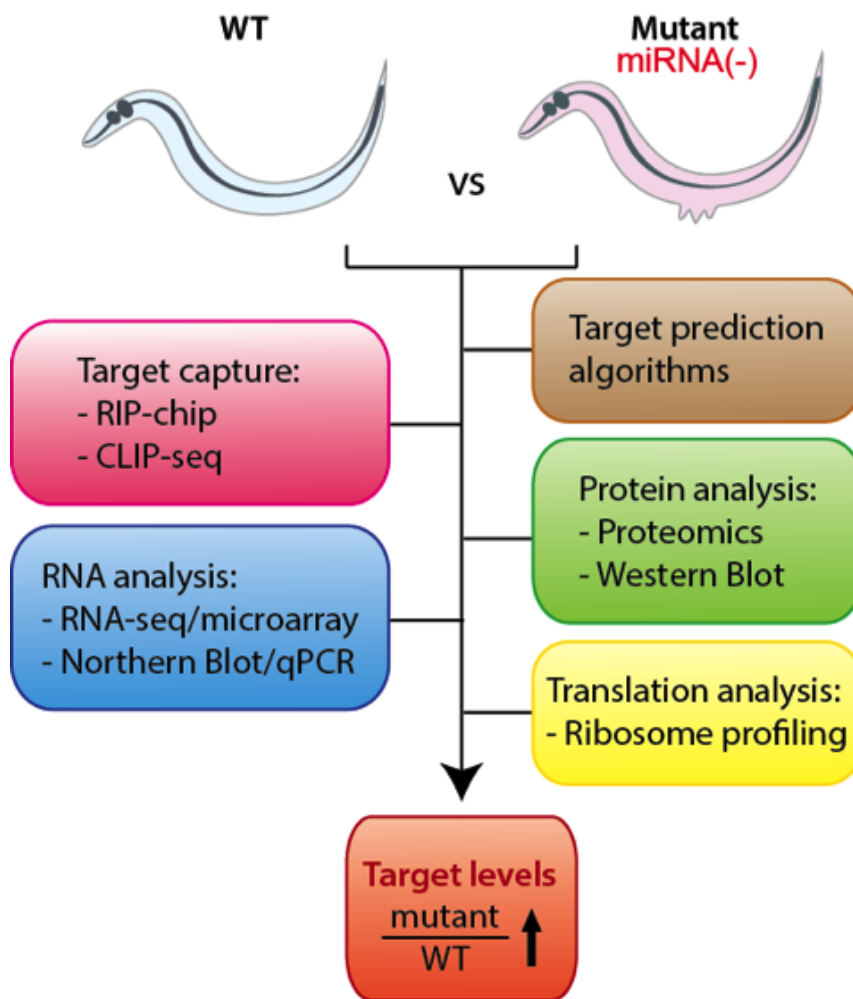 WT
Mutant
miRNA(-)
VS
Target prediction
algorithms
Target capture:
- RIP-chip
- CLIP-seq
Protein analysis:
- Proteomics
- Western Blot
RNA analysis:
- RNA-seq/microarray
- Northern Blot/qPCR
Translation analysis:
- Ribosome profiling
Target levels
mutant
WT